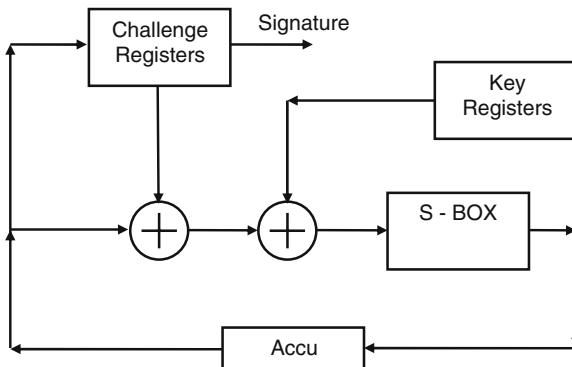 Challenge
Registers
Signature
Key
Registers
S - BOX
Accu